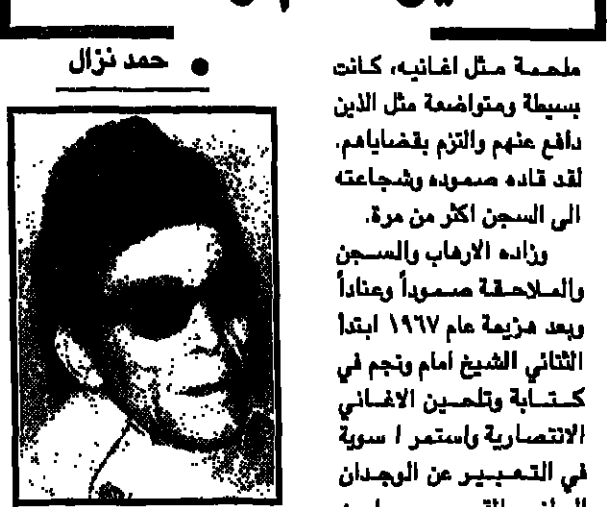 حمد نزال
ملحمة مثل اغانيه، كانت
بسيطة ومتواضعة مثل الذين
دافع عنهم والتزم بقضاياهم.
لقد قاده صموده وشجاعته
الى السجن اكثر من مرة.
وزاده الارهاب والسجن
والملاحقة صموداً وعناداً
وبعد هزيمة عام ١٩٦٧ ابتدأ
الثنائي الشيخ امام ونجم في
كتابة وتلحين الاغاني
الانتصارية واستمر ا سوية
في التعبير عن الوجدان